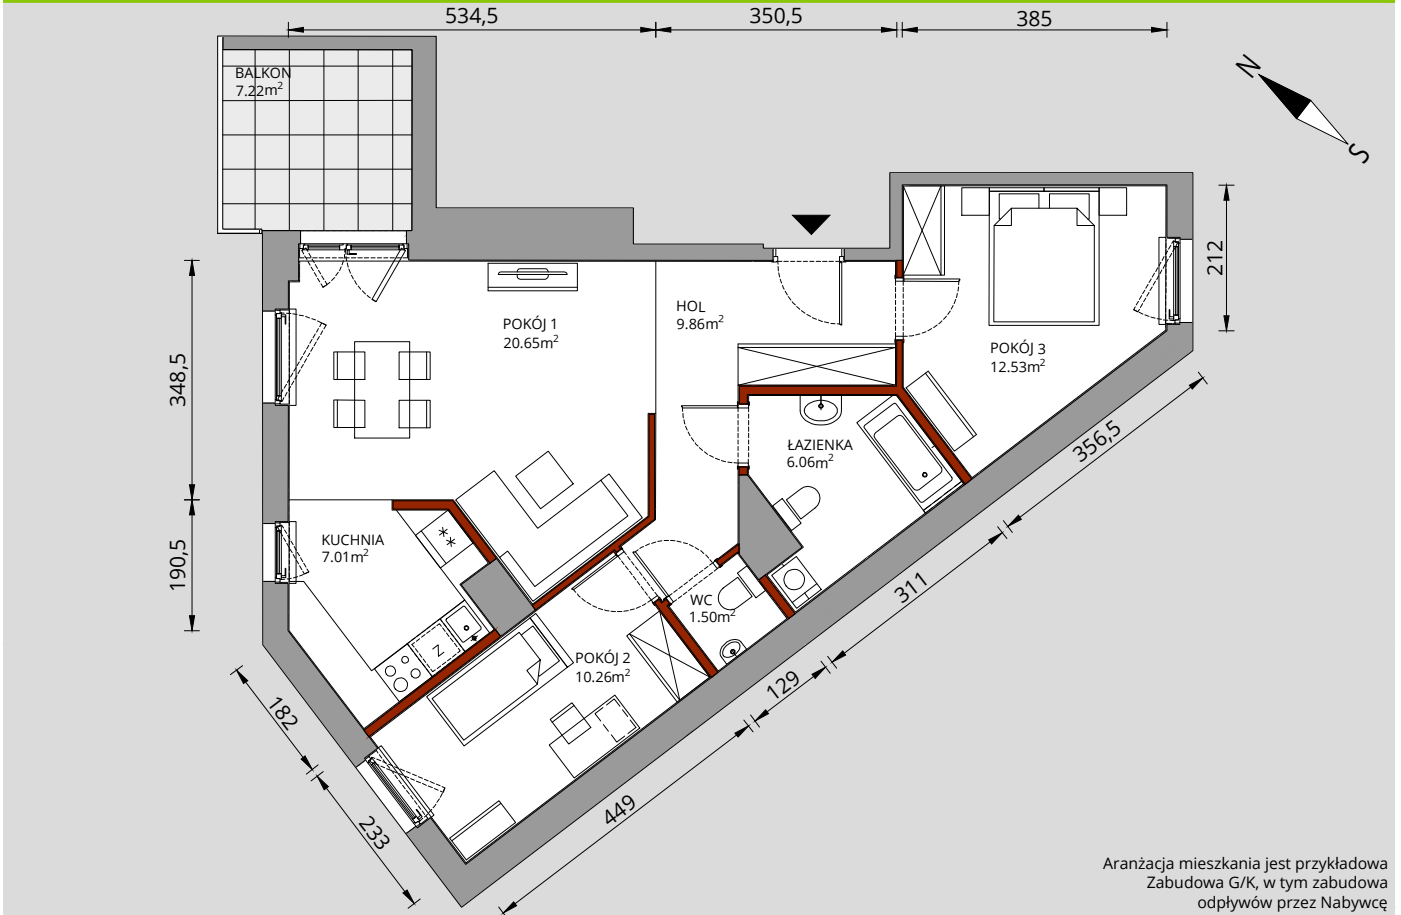 534,5
350,5
385
BALKON
7.22m²
N
S
212
HOL
9.86m²
POKÓJ 1
20.65m²
POKÓJ 3
12.53m²
348,5
ŁAZIENKA
6.06m²
356,5
KUCHNIA
7.01m²
190,5
311
WC
1.50m²
Z
POKÓJ 2
10.26m²
129
182
449
233
Aranżacja mieszkania jest przykładowa
Zabudowa G/K, w tym zabudowa
odpływów przez Nabywcę